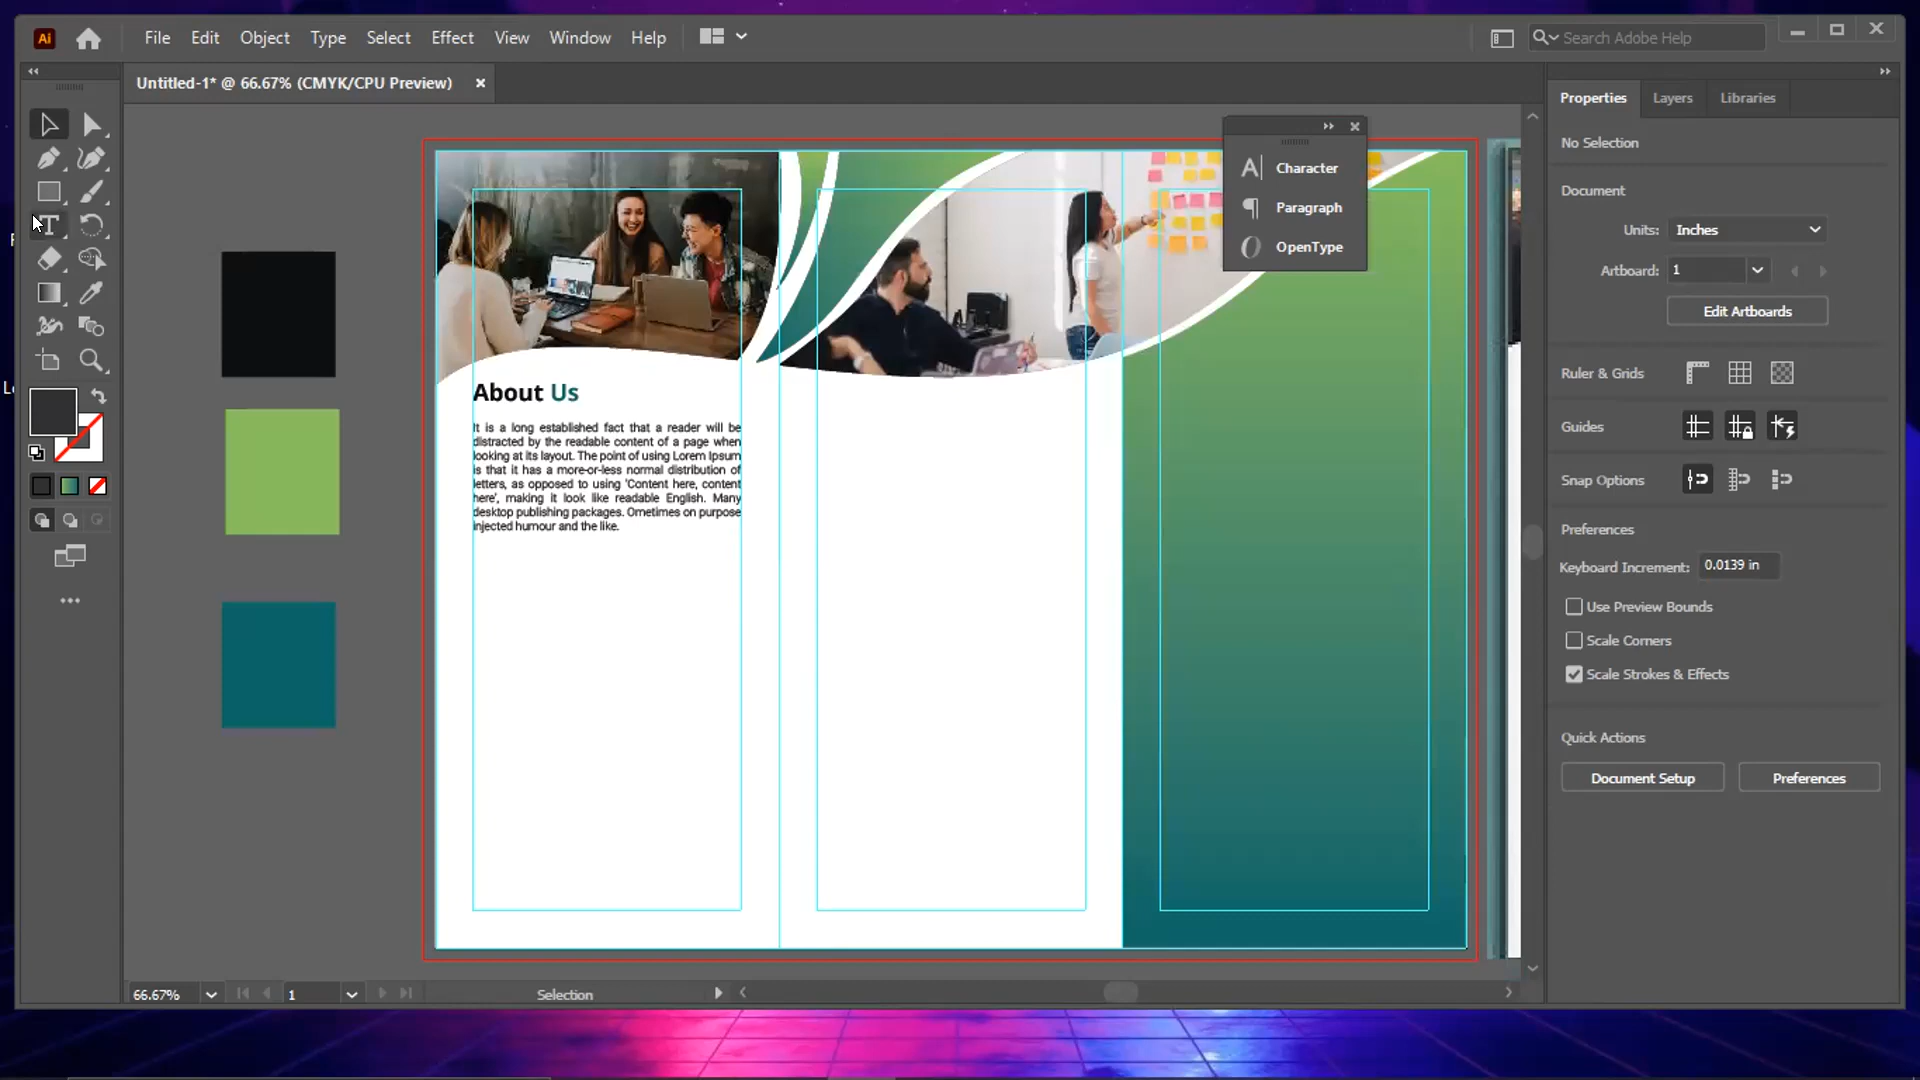 Ai
File Edit Object Type Select Effect View Window Help
Search Adobe Help
Untitled-1* @ 66.67% (CMYK/CPU Preview)
Character
Paragraph
OpenType
About Us
It is a long established fact that a reader will be
distracted by the readable content of a page when
looking at its layout. The point of using Lorem Ipsum
is that it has a more-or-less normal distribution of
letters, as opposed to using 'Content here, content
here', making it look like readable English. Many
desktop publishing packages. Ometimes on purpose
injected humour and the like.
66.67%
1
Selection
Properties Layers Libraries
No Selection
Document
Units: Inches
Artboard: 1
Edit Artboards
Ruler & Grids
Guides
Snap Options
Preferences
Keyboard Increment: 0.0139 in
Use Preview Bounds
Scale Corners
Scale Strokes & Effects
Quick Actions
Document Setup
Preferences